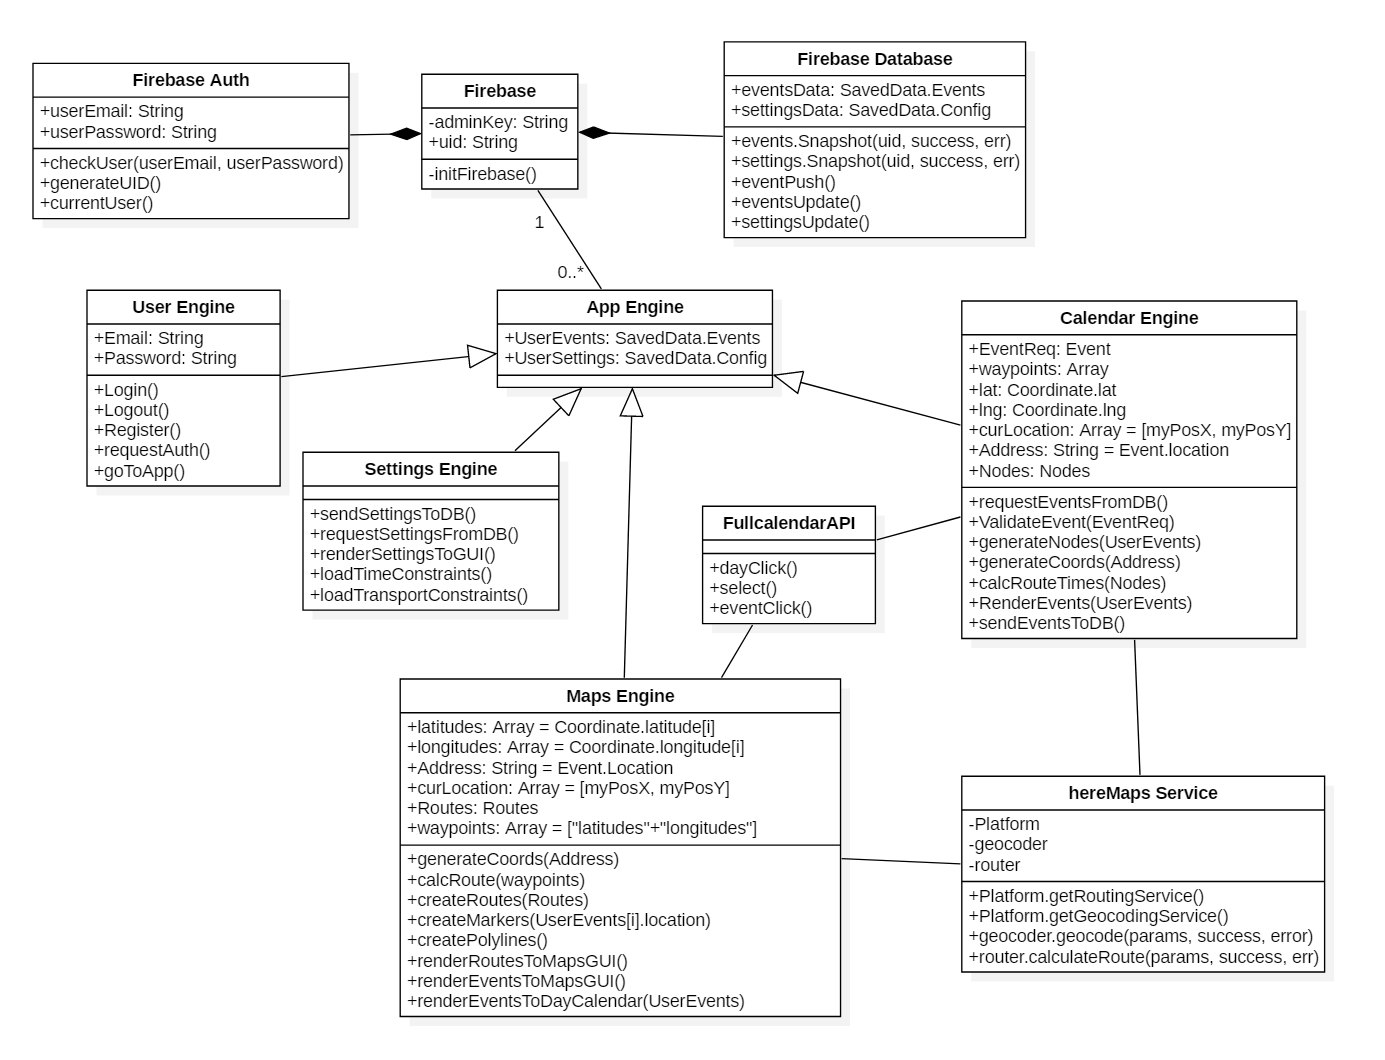 Firebase Auth
+userEmail: String
+userPassword: String
+checkUser(userEmail, userPassword)
+generateUID()
+currentUser()
Firebase
-adminKey: String
+uid: String
-initFirebase()
Firebase Database
+eventsData: SavedData.Events
+settingsData: SavedData.Config
+events.Snapshot(uid, success, err)
+settings.Snapshot(uid, success, err)
+eventPush()
+eventsUpdate()
+settingsUpdate()
1
0..*
User Engine
+Email: String
+Password: String
+Login()
+Logout()
+Register()
+requestAuth()
+goToApp()
App Engine
+UserEvents: SavedData.Events
+UserSettings: SavedData.Config
Calendar Engine
+EventReq: Event
+waypoints: Array
+lat: Coordinate.lat
+lng: Coordinate.lng
+curLocation: Array = [myPosX, myPosY]
+Address: String = Event.location
+Nodes: Nodes
+requestEventsFromDB()
+ValidateEvent(EventReq)
+generateNodes(UserEvents)
+generateCoords(Address)
+calcRouteTimes(Nodes)
+RenderEvents(UserEvents)
+sendEventsToDB()
Settings Engine
+sendSettingsToDB()
+requestSettingsFromDB()
+renderSettingsToGUI()
+loadTimeConstraints()
+loadTransportConstraints()
FullcalendarAPI
+dayClick()
+select()
+eventClick()
Maps Engine
+latitudes: Array = Coordinate.latitude[i]
+longitudes: Array = Coordinate.longitude[i]
+Address: String = Event.Location
+curLocation: Array = [myPosX, myPosY]
+Routes: Routes
+waypoints: Array = ["latitudes"+"longitudes"]
+generateCoords(Address)
+calcRoute(waypoints)
+createRoutes(Routes)
+createMarkers(UserEvents[i].location)
+createPolylines()
+renderRoutesToMapsGUI()
+renderEventsToMapsGUI()
+renderEventsToDayCalendar(UserEvents)
hereMaps Service
-Platform
-geocoder
-router
+Platform.getRoutingService()
+Platform.getGeocodingService()
+geocoder.geocode(params, success, error)
+router.calculateRoute(params, success, err)